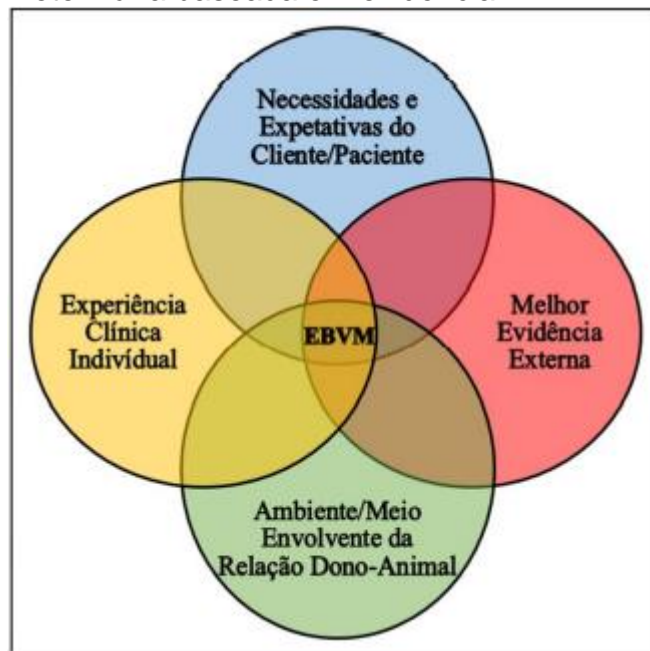 Necessidades e
Expetativas do
Cliente/Paciente
Experiência
Clínica
Indivídual
EBVM
Melhor
Evidência
Externa
Ambiente/Meio
Envolvente da
Relação Dono-Animal